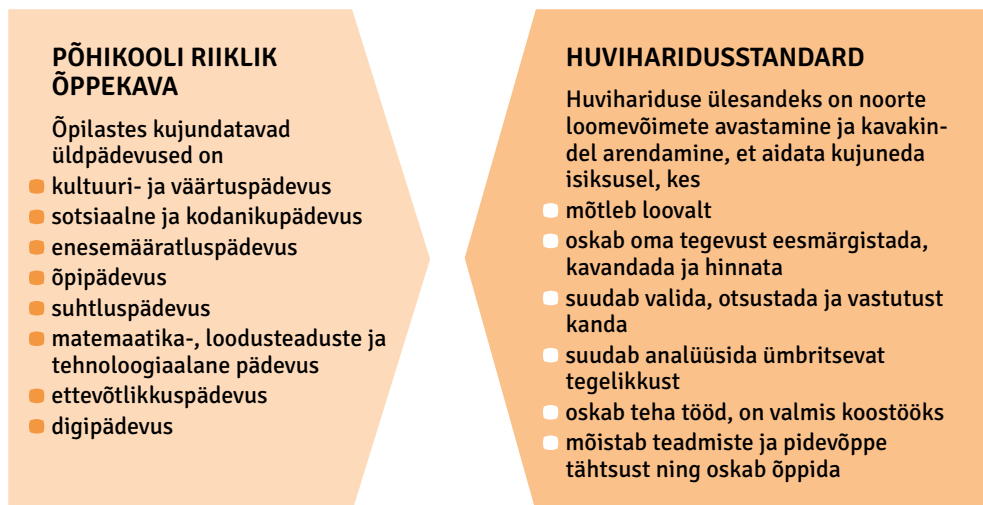 PÕHIKOOLI RIIKLIK
ÕPPEKAVA
Õpilastes kujundatavad
üldpädevused on
kultuuri- ja väärtuspädevus
sotsiaalne ja kodanikupädevus
enesemääratluspädevus
õpipädevus
suhtluspädevus
matemaatika-, loodusteaduste ja
tehnoloogiaalane pädevus
ettevõtlikkuspädevus
digipädevus
HUVIHARIDUSSTANDARD
Huvihariduse ülesandeks on noorte
loomevõimete avastamine ja kavakin-
del arendamine, et aidata kujuneda
isiksusel, kes
mõtleb loovalt
oskab oma tegevust eesmärgistada,
kavandada ja hinnata
suudab valida, otsustada ja vastutust
kanda
suudab analüüsida ümbritsevat
tegelikkust
oskab teha tööd, on valmis koostööks
mõistab teadmiste ja pidevõppe
tähtsust ning oskab õppida